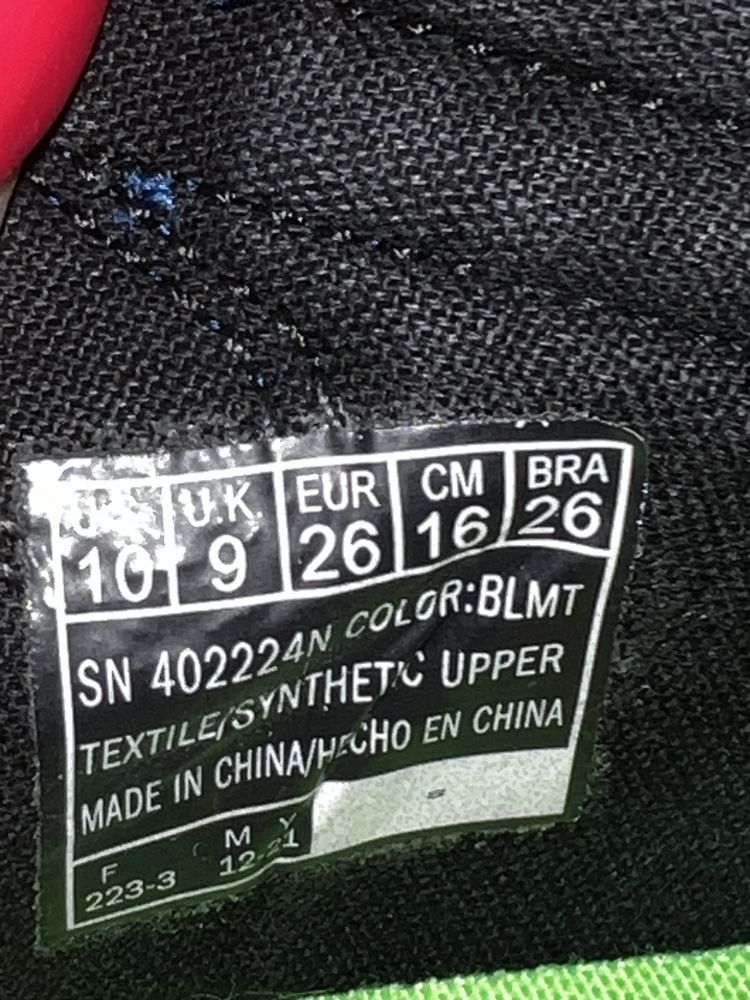 U.S. U.K. EUR CM BRA
10 9 26 16 26
SN 402224N COLOR:BLMT
TEXTILE/SYNTHETIC UPPER
MADE IN CHINA/HECHO EN CHINA
F M Y
223-3 12-21